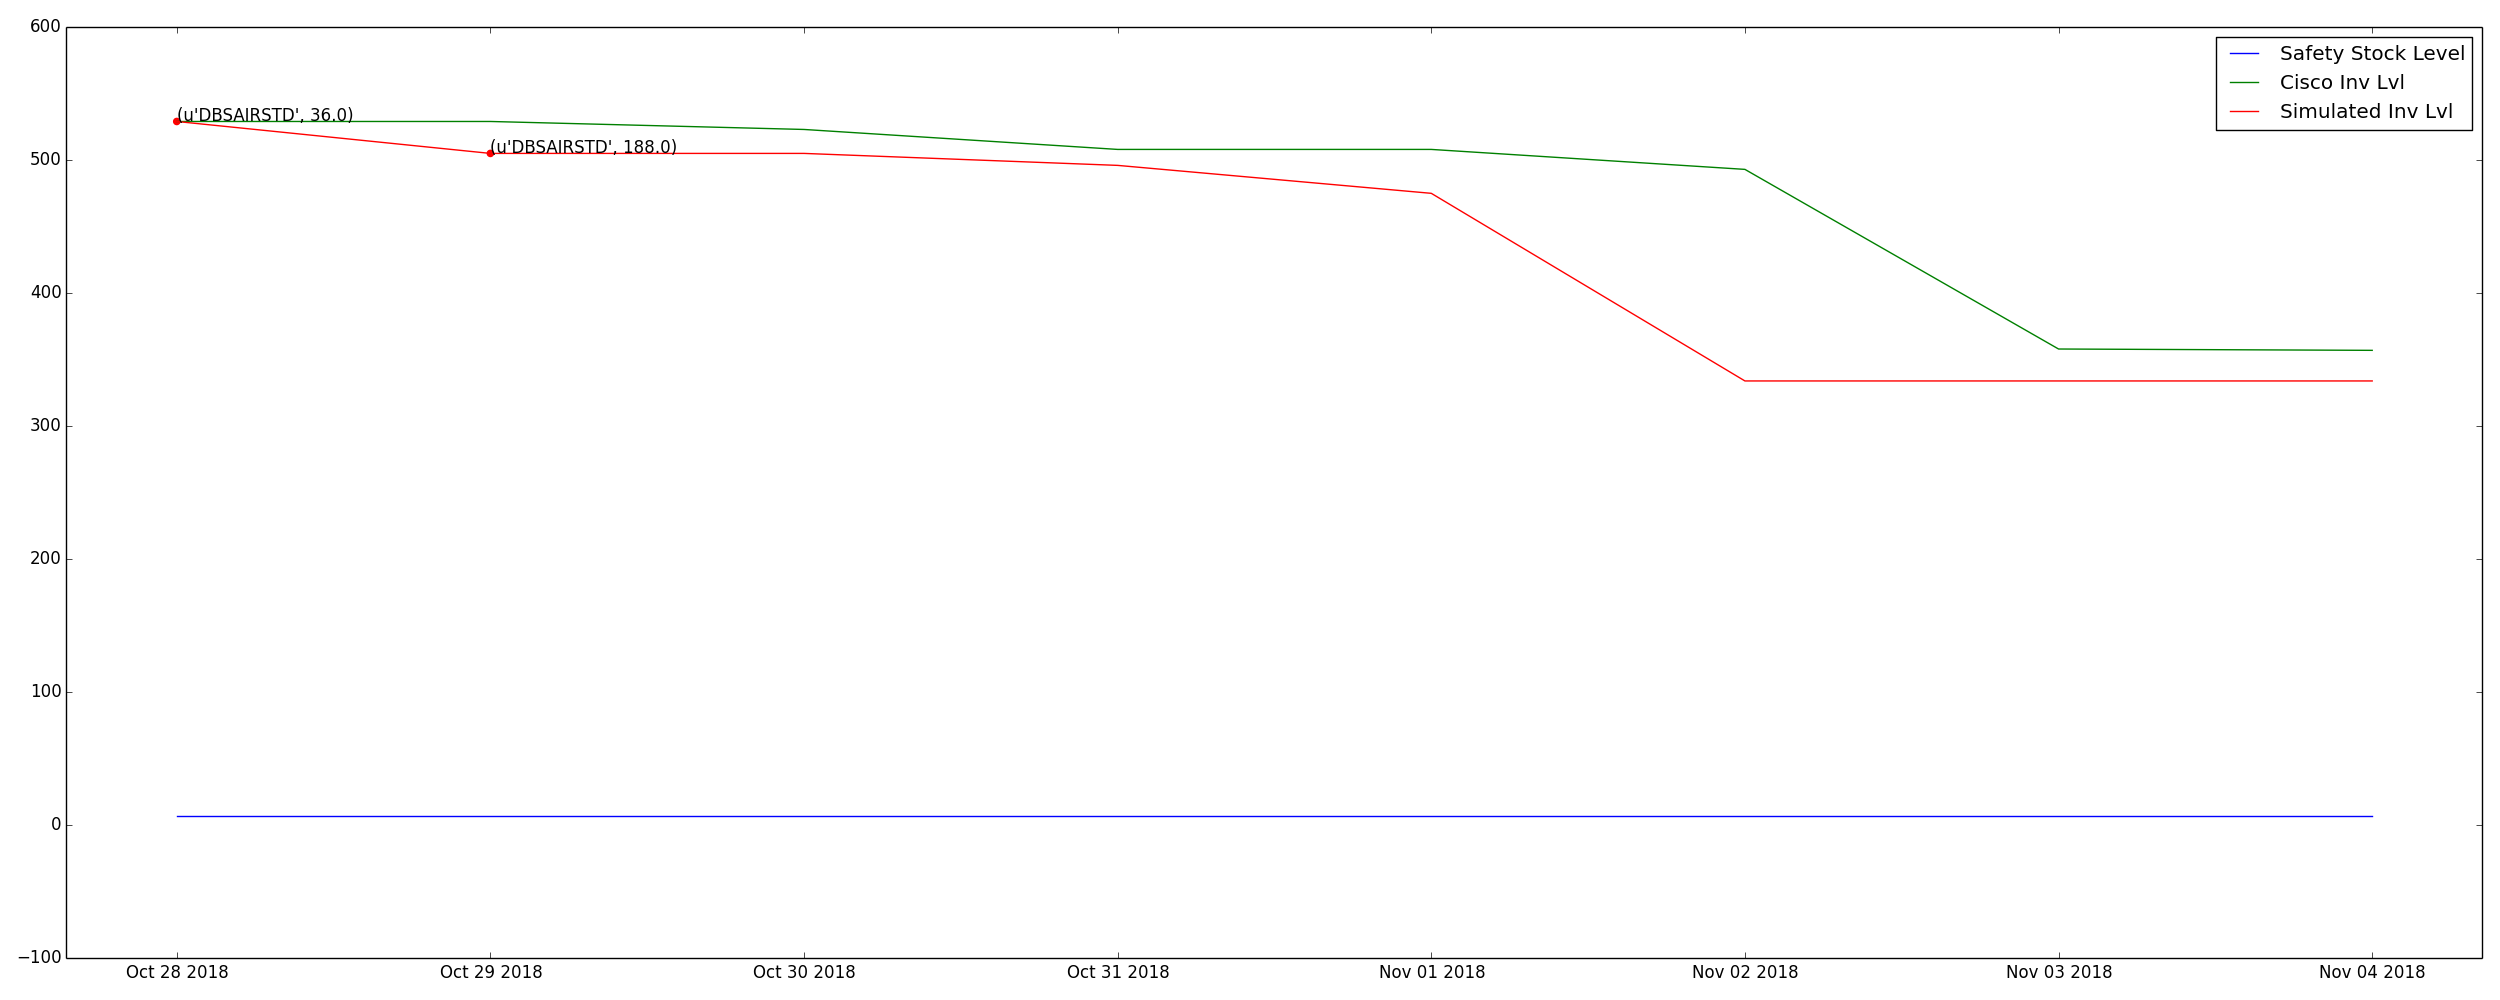 600
500
400
300
200
100
0
−100
Safety Stock Level
Cisco Inv Lvl
Simulated Inv Lvl
(u'DBSAIRSTD', 36.0)
(u'DBSAIRSTD', 188.0)
Oct 28 2018 Oct 29 2018 Oct 30 2018 Oct 31 2018 Nov 01 2018 Nov 02 2018 Nov 03 2018 Nov 04 2018